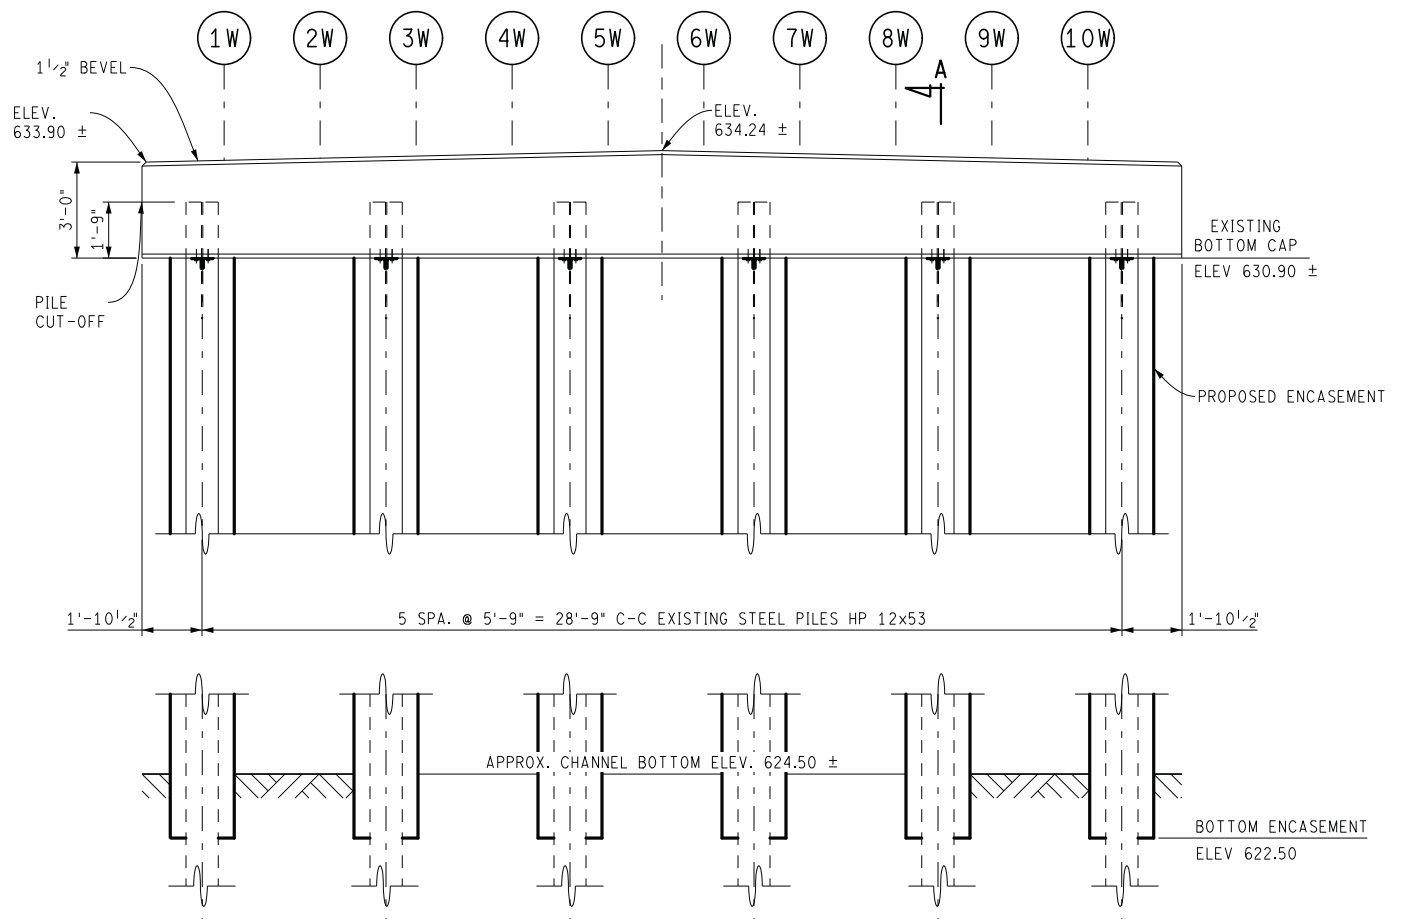 1W 2W 3W 4W 5W 6W 7W 8W 9W 10W
A
1 1/2" BEVEL
ELEV.
633.90 ±
ELEV.
634.24 ±
3'-0"
1'-9"
PILE
CUT-OFF
EXISTING
BOTTOM CAP
ELEV 630.90 ±
PROPOSED ENCASEMENT
1'-10 1/2"
5 SPA. @ 5'-9" = 28'-9" C-C EXISTING STEEL PILES HP 12x53
1'-10 1/2"
APPROX. CHANNEL BOTTOM ELEV. 624.50 ±
BOTTOM ENCASEMENT
ELEV 622.50